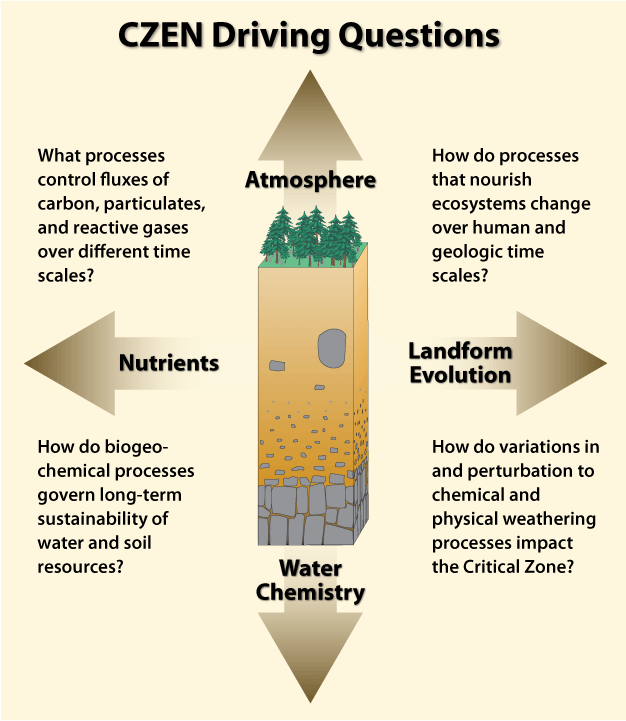 CZEN Driving Questions
What processes
control fluxes of
carbon, particulates,
and reactive gases
over different time
scales?
Atmosphere
How do processes
that nourish
ecosystems change
over human and
geologic time
scales?
Nutrients
Landform
Evolution
How do biogeo-
chemical processes
govern long-term
sustainability of
water and soil
resources?
How do variations in
and perturbation to
chemical and
physical weathering
processes impact
the Critical Zone?
Water
Chemistry